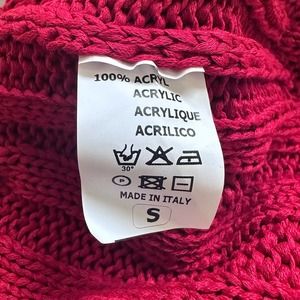 100% ACRYL
ACRYLIC
ACRYLIQUE
ACRILICO
30°
P
MADE IN ITALY
S